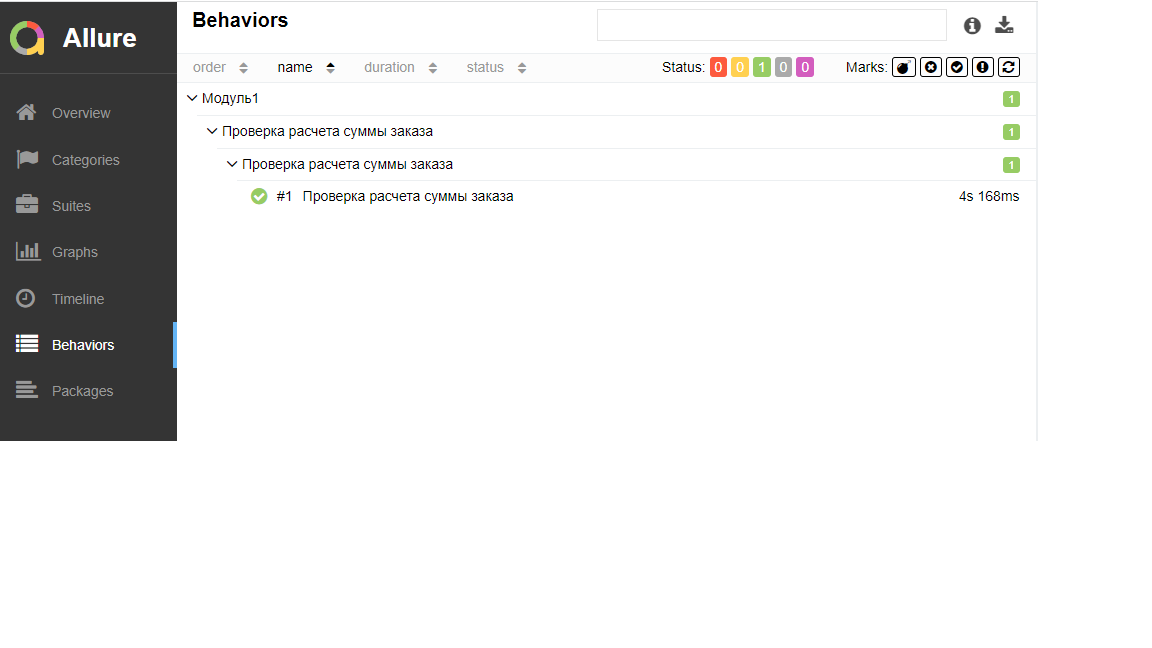 Allure
Behaviors
order name duration status Status: 0 0 1 0 0 Marks:
Overview
Categories
Suites
Graphs
Timeline
Behaviors
Packages
Модуль1 1
Проверка расчета суммы заказа 1
Проверка расчета суммы заказа 1
#1 Проверка расчета суммы заказа 4s 168ms